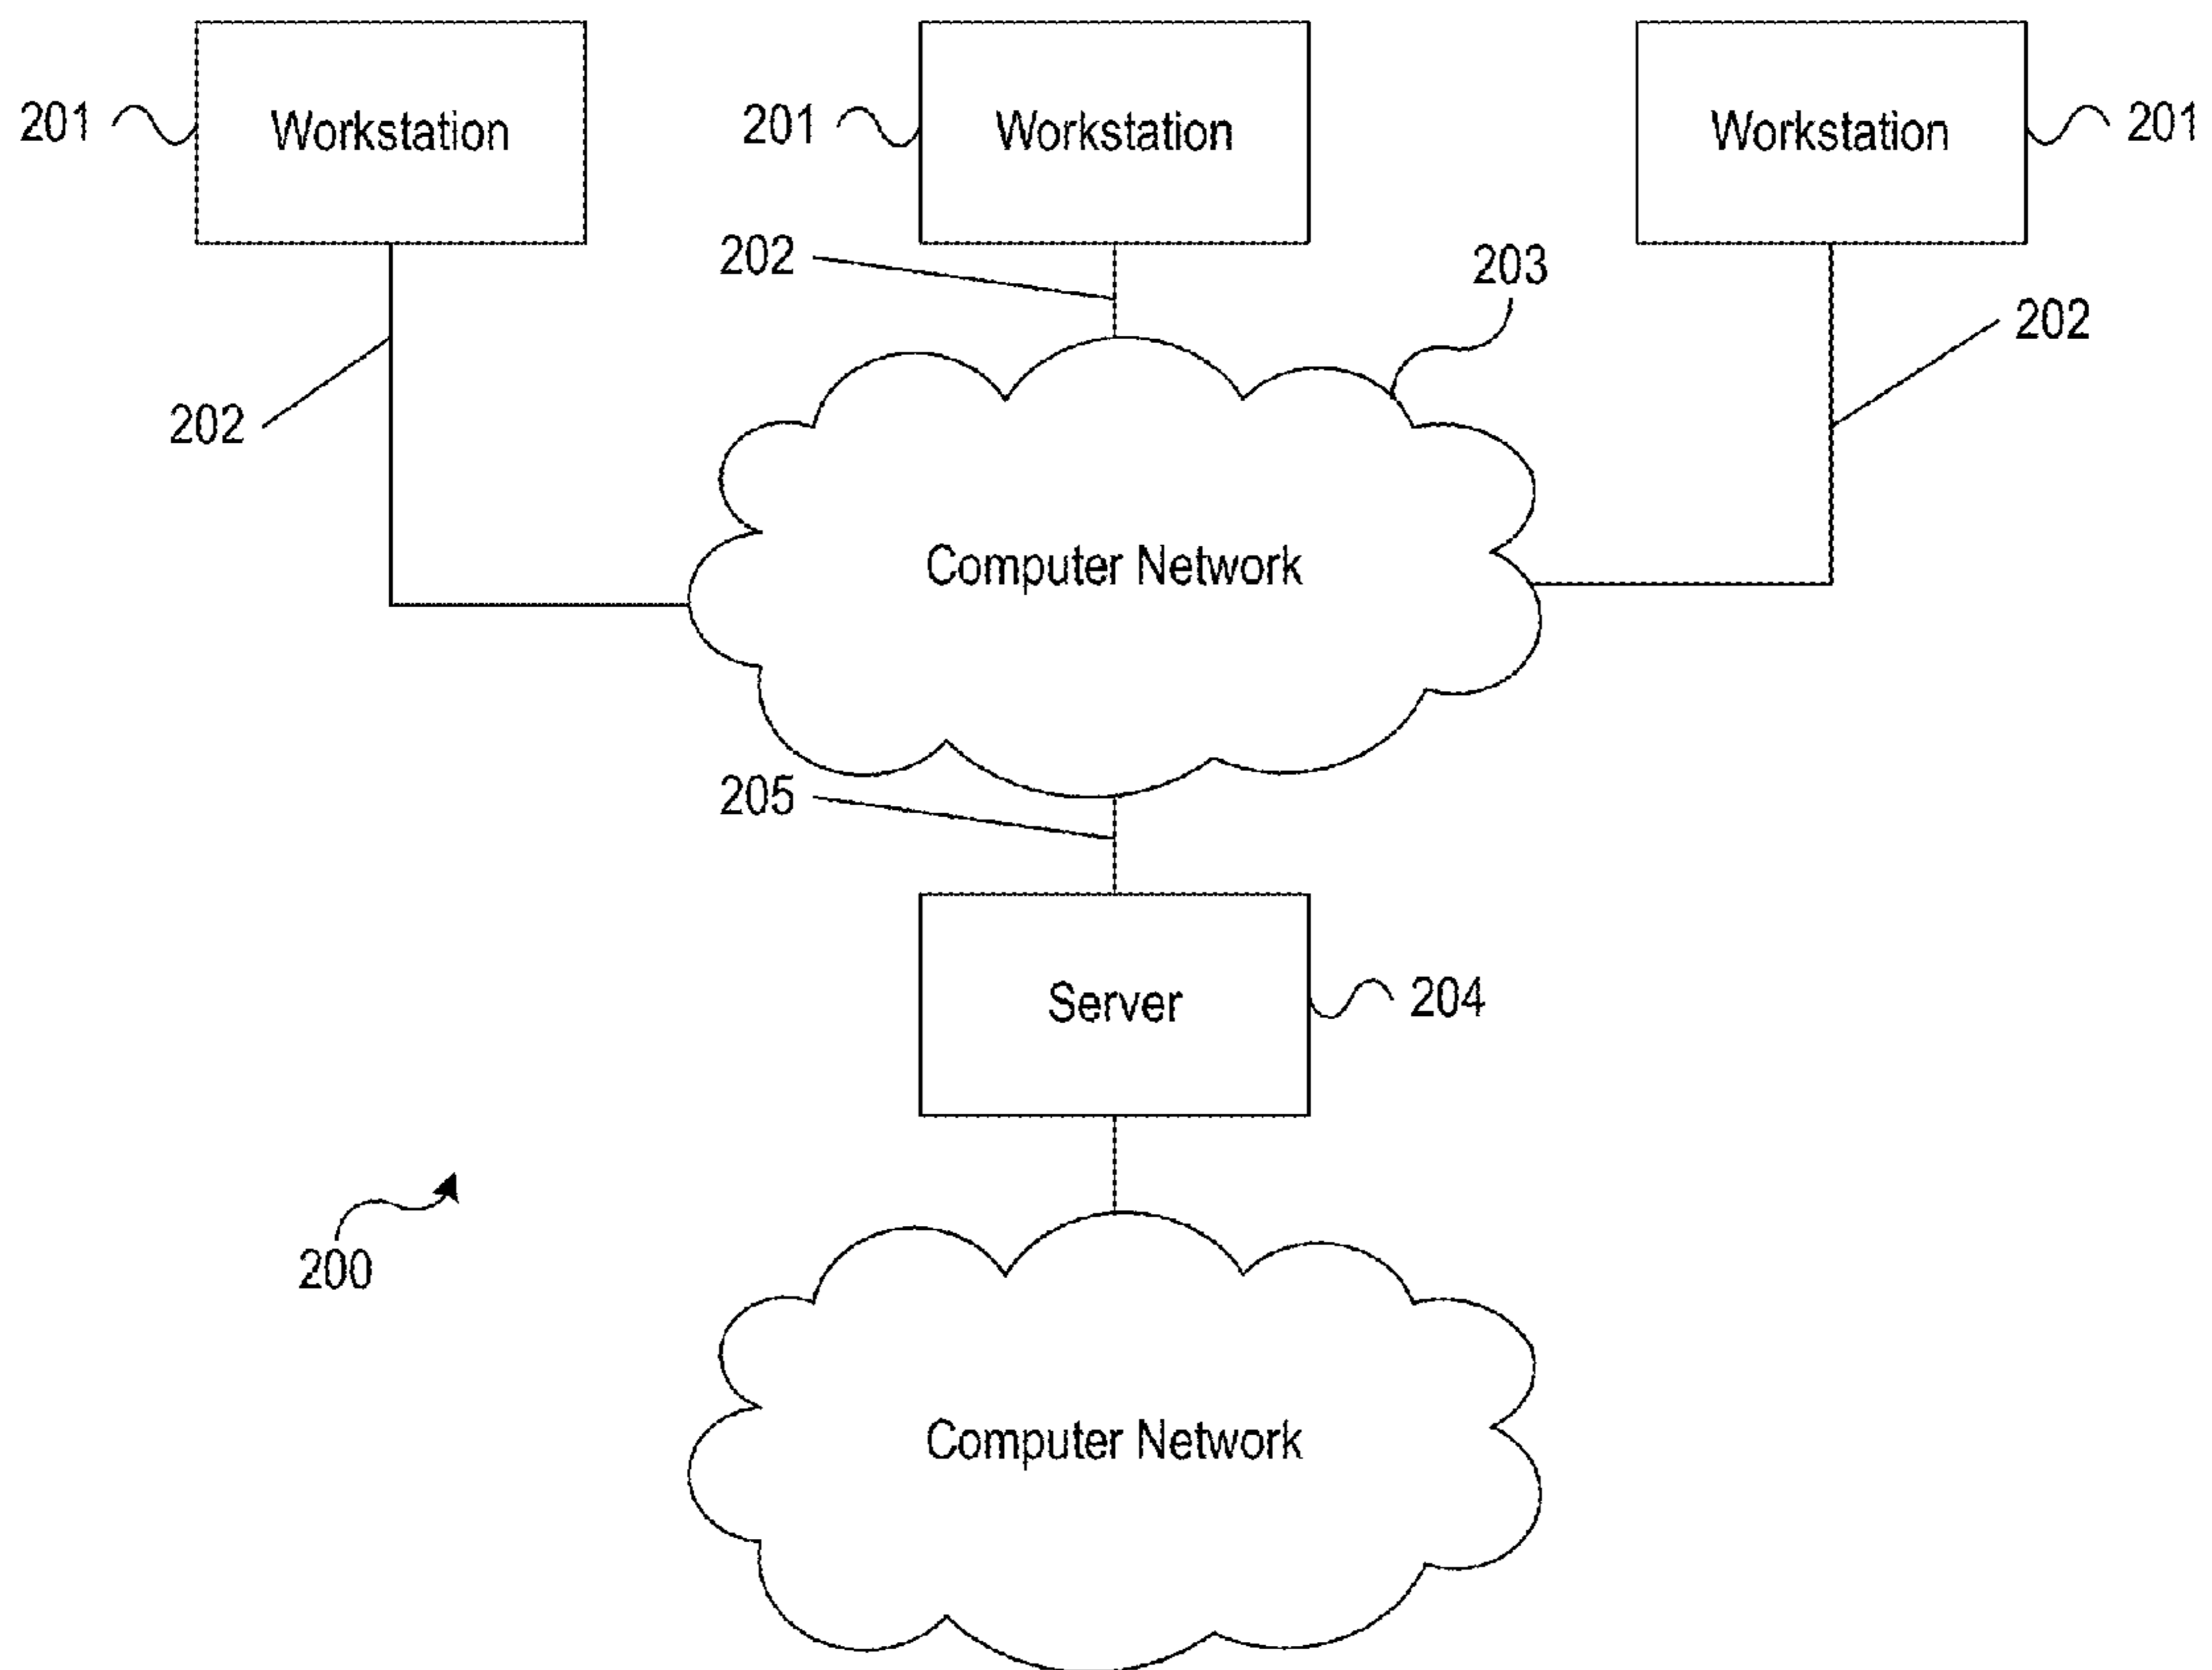 201 Workstation
201 Workstation
Workstation 201
202
203
202
202
Computer Network
205
Server
204
200
Computer Network